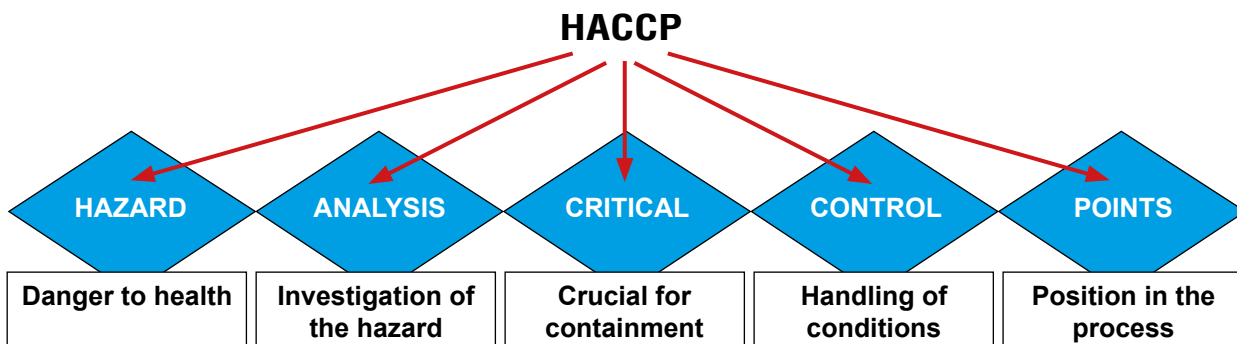 HACCP
HAZARD
ANALYSIS
CRITICAL
CONTROL
POINTS
Danger to health
Investigation of
the hazard
Crucial for
containment
Handling of
conditions
Position in the
process